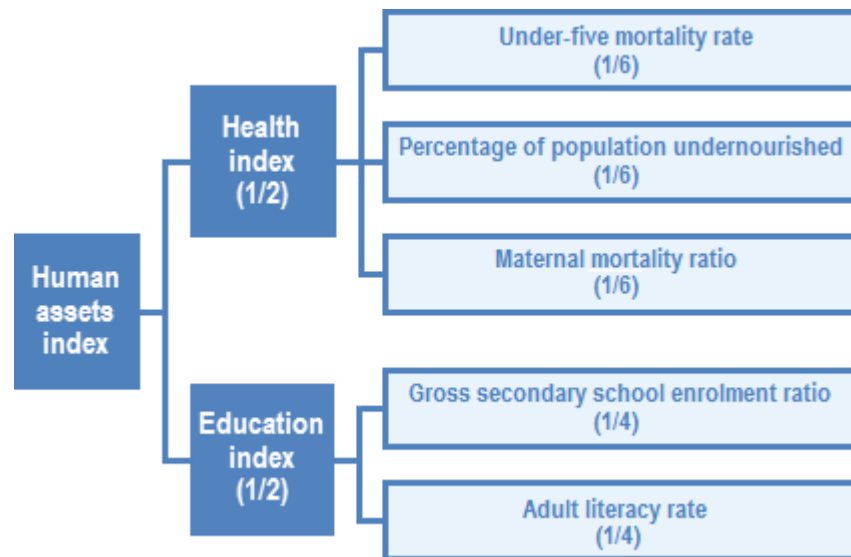 Human
assets
index
Health
index
(1/2)
Under-five mortality rate
(1/6)
Percentage of population undernourished
(1/6)
Maternal mortality ratio
(1/6)
Education
index
(1/2)
Gross secondary school enrolment ratio
(1/4)
Adult literacy rate
(1/4)